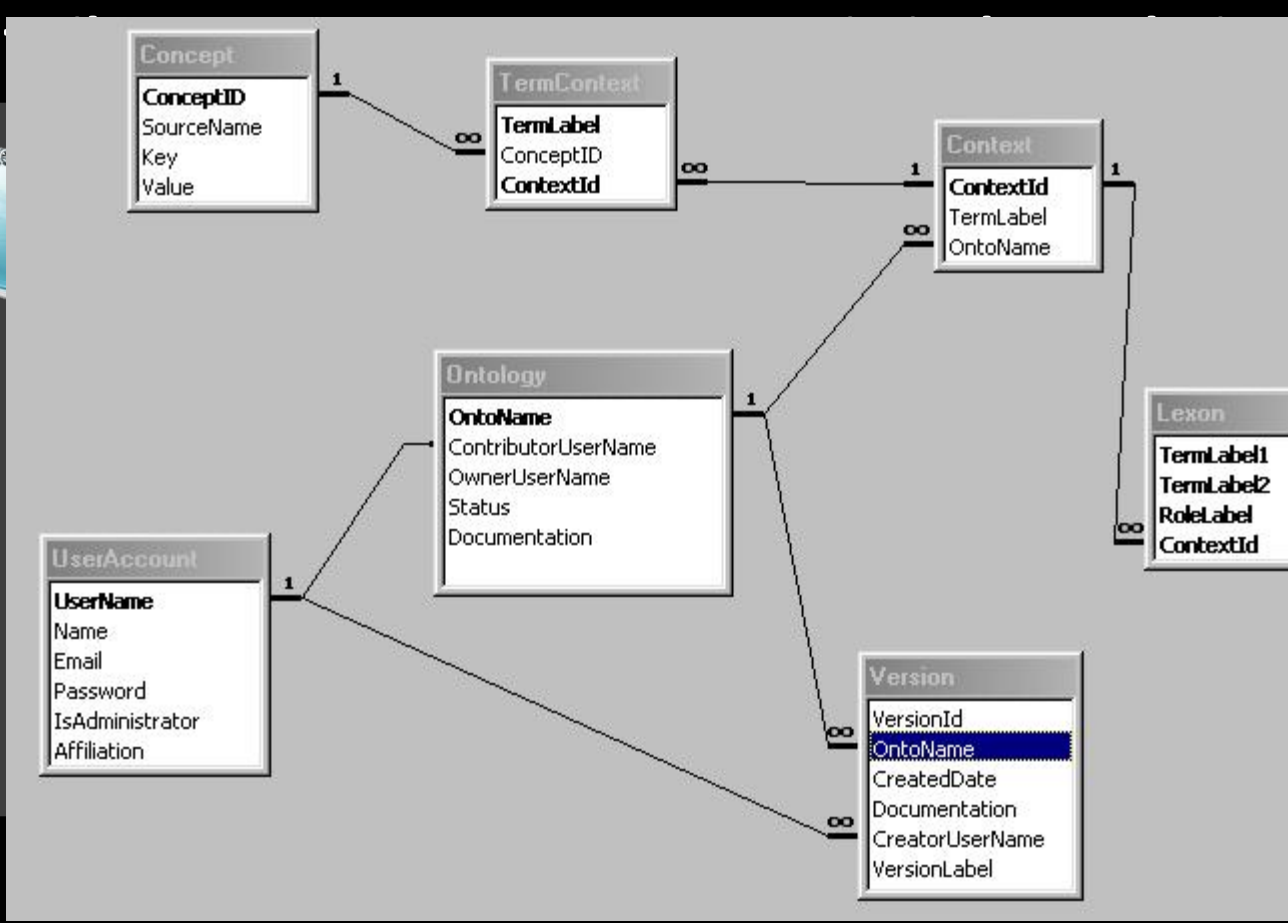 Concept
ConceptID
SourceName
Key
Value
1
∞
TermContext
TermLabel
ConceptID
ContextId
∞
1
Context
ContextId
TermLabel
OntoName
1
∞
Ontology
OntoName
ContributorUserName
OwnerUserName
Status
Documentation
1
Lexon
TermLabel1
TermLabel2
RoleLabel
ContextId
∞
UserAccount
UserName
Name
Email
Password
IsAdministrator
Affiliation
1
Version
VersionId
OntoName
CreatedDate
Documentation
CreatorUserName
VersionLabel
∞
∞